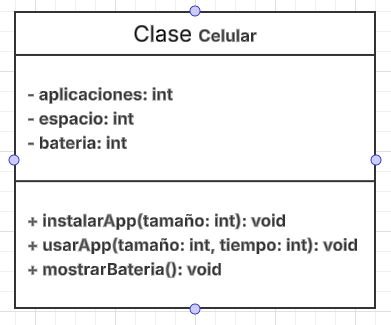 Clase Celular
- aplicaciones: int
- espacio: int
- bateria: int
+ instalarApp(tamaño: int): void
+ usarApp(tamaño: int, tiempo: int): void
+ mostrarBateria(): void